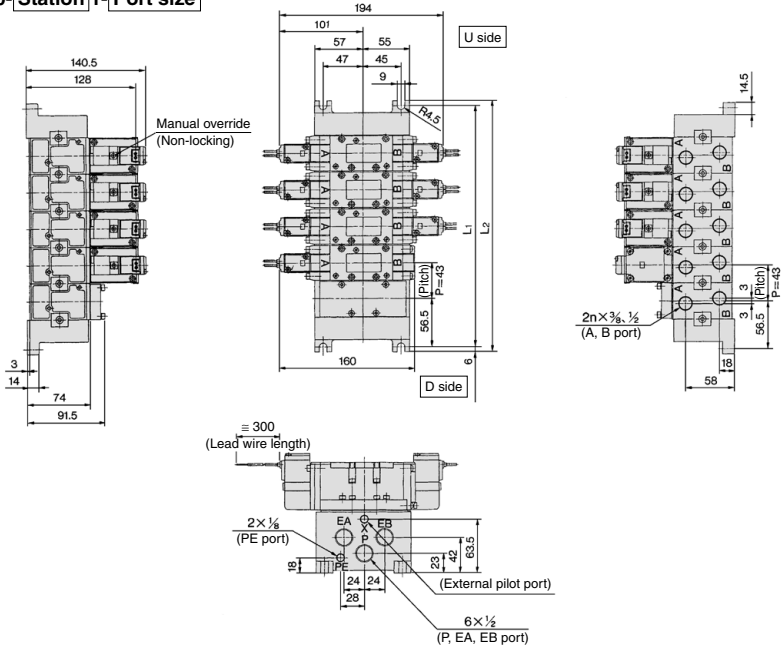 Station 1- Port size
194
101
57
55
47
45
9
R4.5
U side
140.5
128
Manual override
(Non-locking)
A
B
A
B
A
B
A
B
L1
L2
(Pitch)
P=43
56.5
6
160
D side
3
14
74
91.5
14.5
A
B
A
B
A
B
A
B
A
B
(Pitch)
P=43
3
3
56.5
18
58
2n×3/8、1/2
(A, B port)
≅ 300
(Lead wire length)
2×1/8
(PE port)
EA
X
EB
P
PE
18
24
24
28
23
42
63.5
(External pilot port)
6×1/2
(P, EA, EB port)